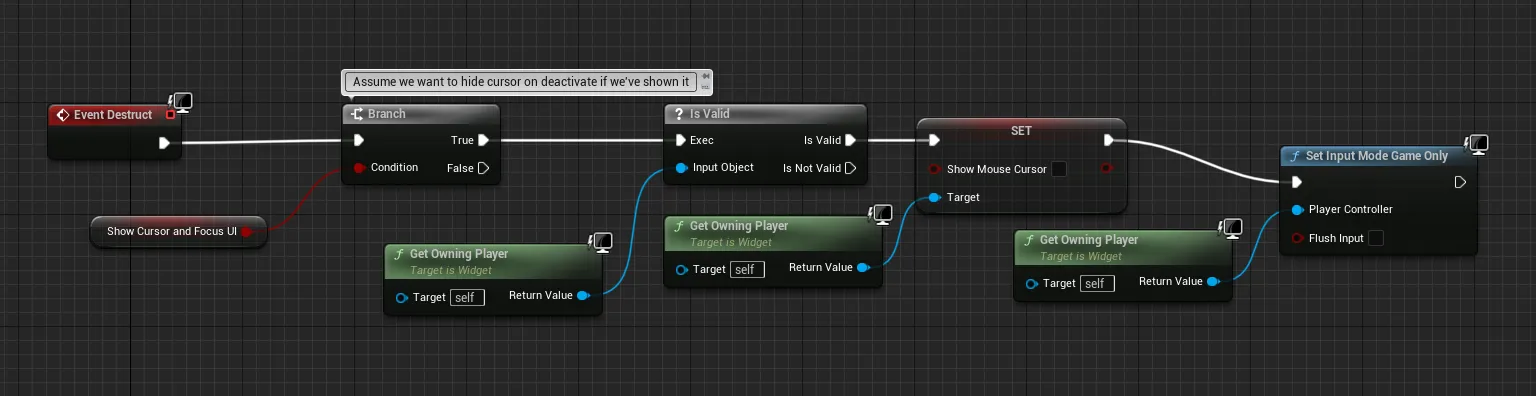 Assume we want to hide cursor on deactivate if we've shown it
Event Destruct
Branch
True
Condition
False
Show Cursor and Focus UI
Get Owning Player
Target is Widget
Target self
Return Value
? Is Valid
Exec
Is Valid
Input Object
Is Not Valid
Get Owning Player
Target is Widget
Target self
Return Value
SET
Show Mouse Cursor
Target
Get Owning Player
Target is Widget
Target self
Return Value
f Set Input Mode Game Only
Player Controller
Flush Input